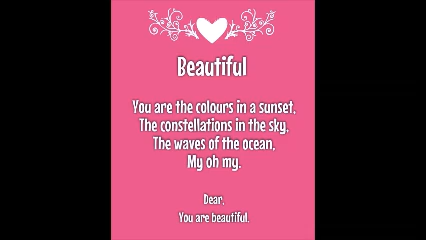 Beautiful
You are the colours in a sunset,
The constellations in the sky,
The waves of the ocean,
My oh my.
Dear,
You are beautiful.